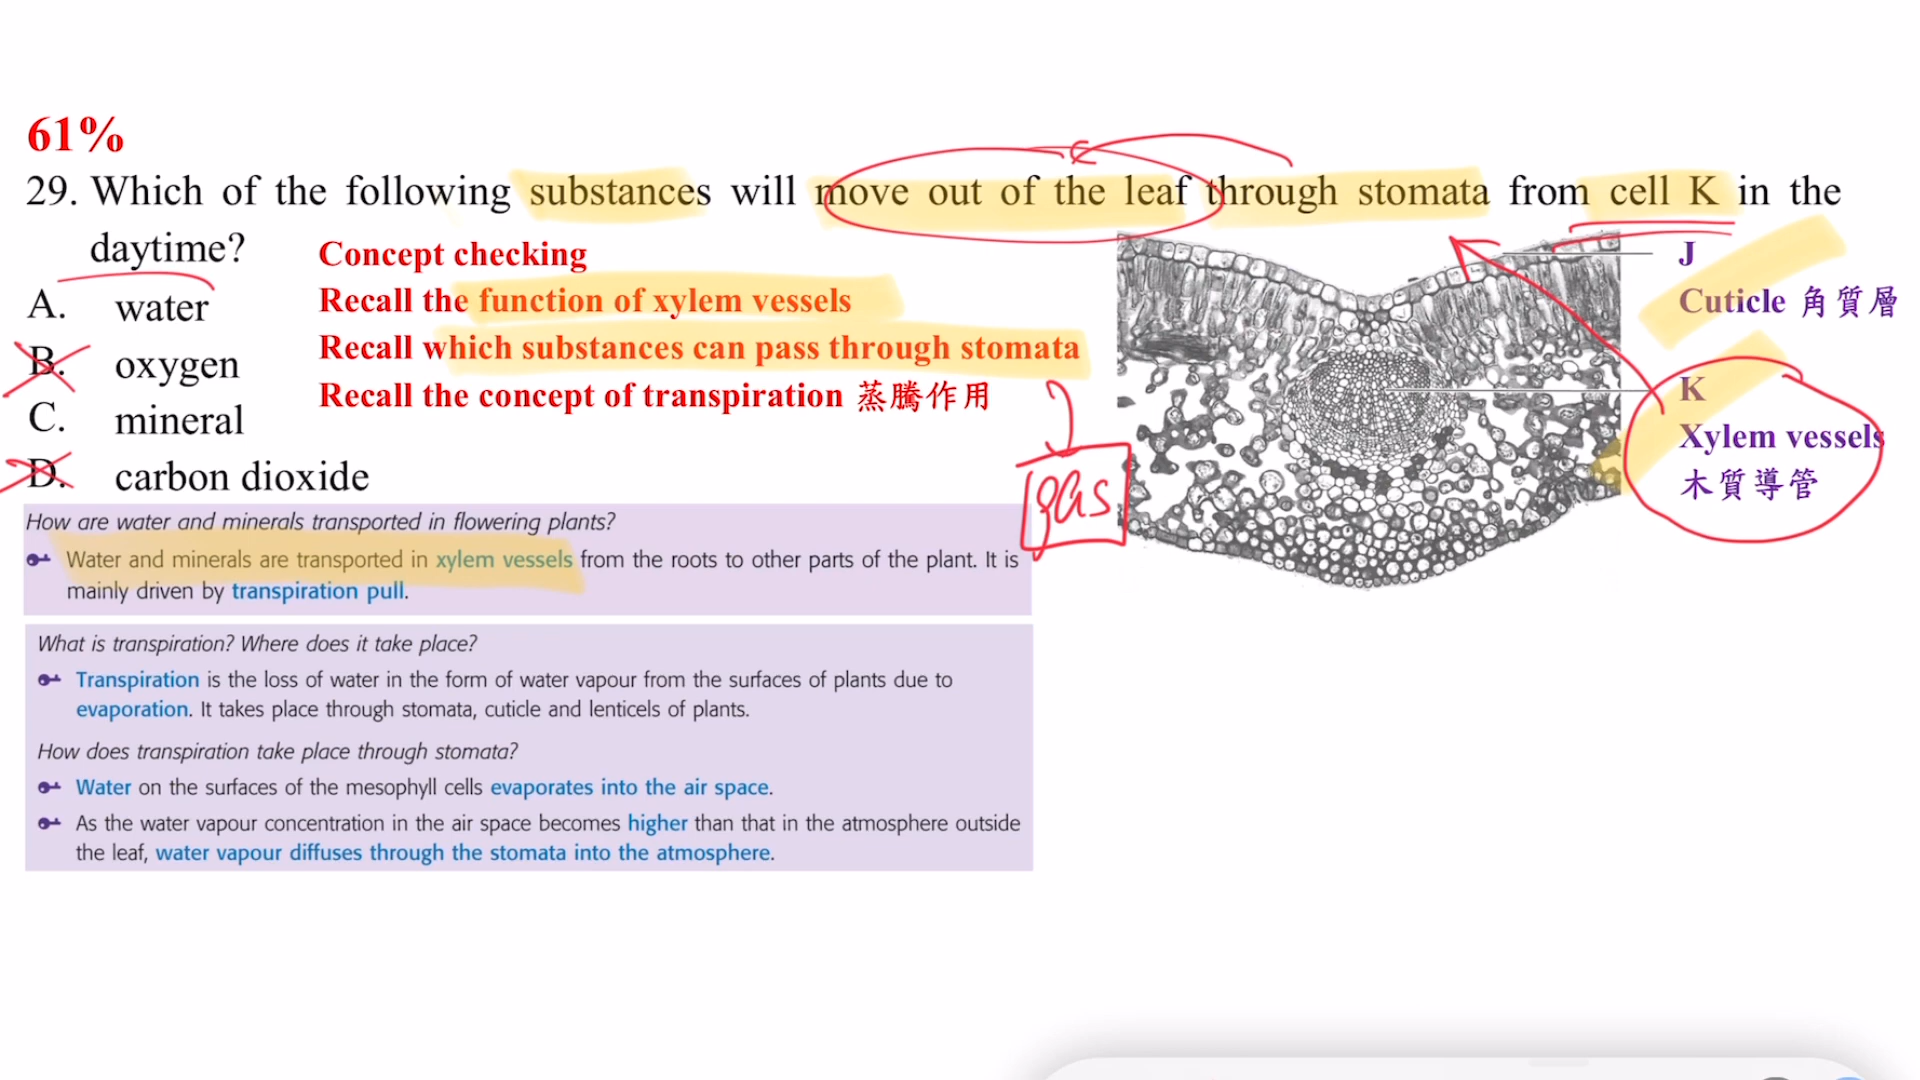 61%
29. Which of the following substances will move out of the leaf through stomata from cell K in the
daytime?
Concept checking
A. water
Recall the function of xylem vessels
B. oxygen
Recall which substances can pass through stomata
C. mineral
Recall the concept of transpiration 蒸騰作用
D. carbon dioxide
J
Cuticle 角質層
K
Xylem vessels
木質導管
gas
How are water and minerals transported in flowering plants?
Water and minerals are transported in xylem vessels from the roots to other parts of the plant. It is
mainly driven by transpiration pull.
What is transpiration? Where does it take place?
Transpiration is the loss of water in the form of water vapour from the surfaces of plants due to
evaporation. It takes place through stomata, cuticle and lenticels of plants.
How does transpiration take place through stomata?
Water on the surfaces of the mesophyll cells evaporates into the air space.
As the water vapour concentration in the air space becomes higher than that in the atmosphere outside
the leaf, water vapour diffuses through the stomata into the atmosphere.